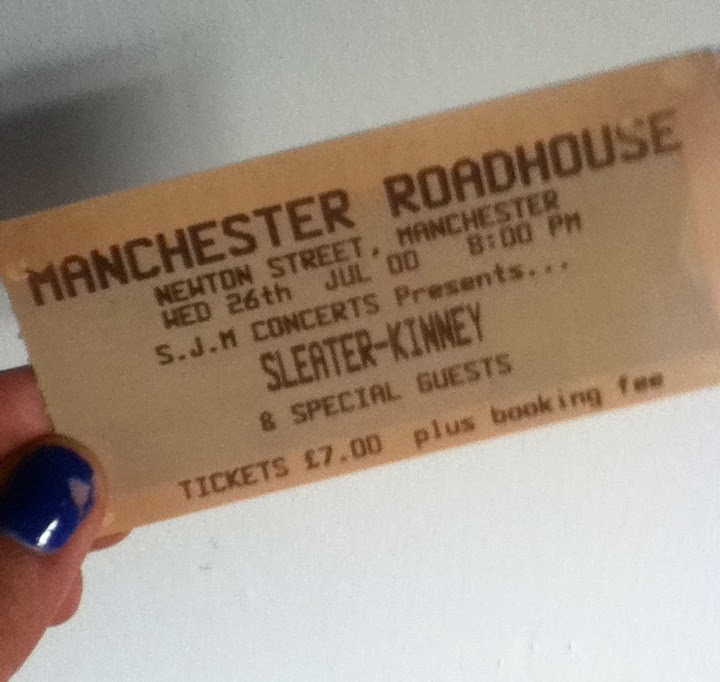 MANCHESTER ROADHOUSE
NEWTON STREET, MANCHESTER
WED 26th JUL 00 8:00 PM
S.J.M CONCERTS Presents...
SLEATER-KINNEY
& SPECIAL GUESTS
TICKETS £7.00 plus booking fee